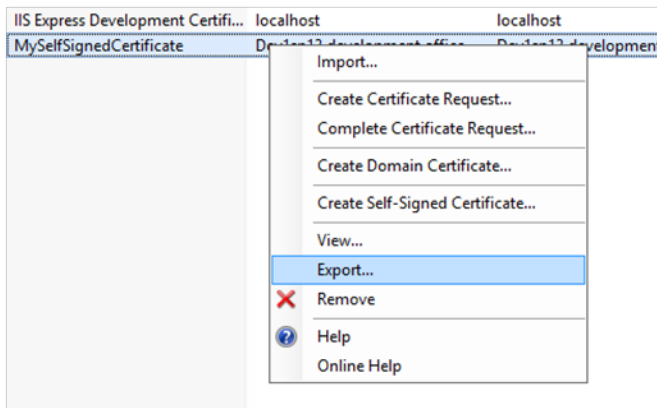 IIS Express Development Certifi... localhost localhost
MySelfSignedCertificate
Import...
Create Certificate Request...
Complete Certificate Request...
Create Domain Certificate...
Create Self-Signed Certificate...
View...
Export...
Remove
Help
Online Help